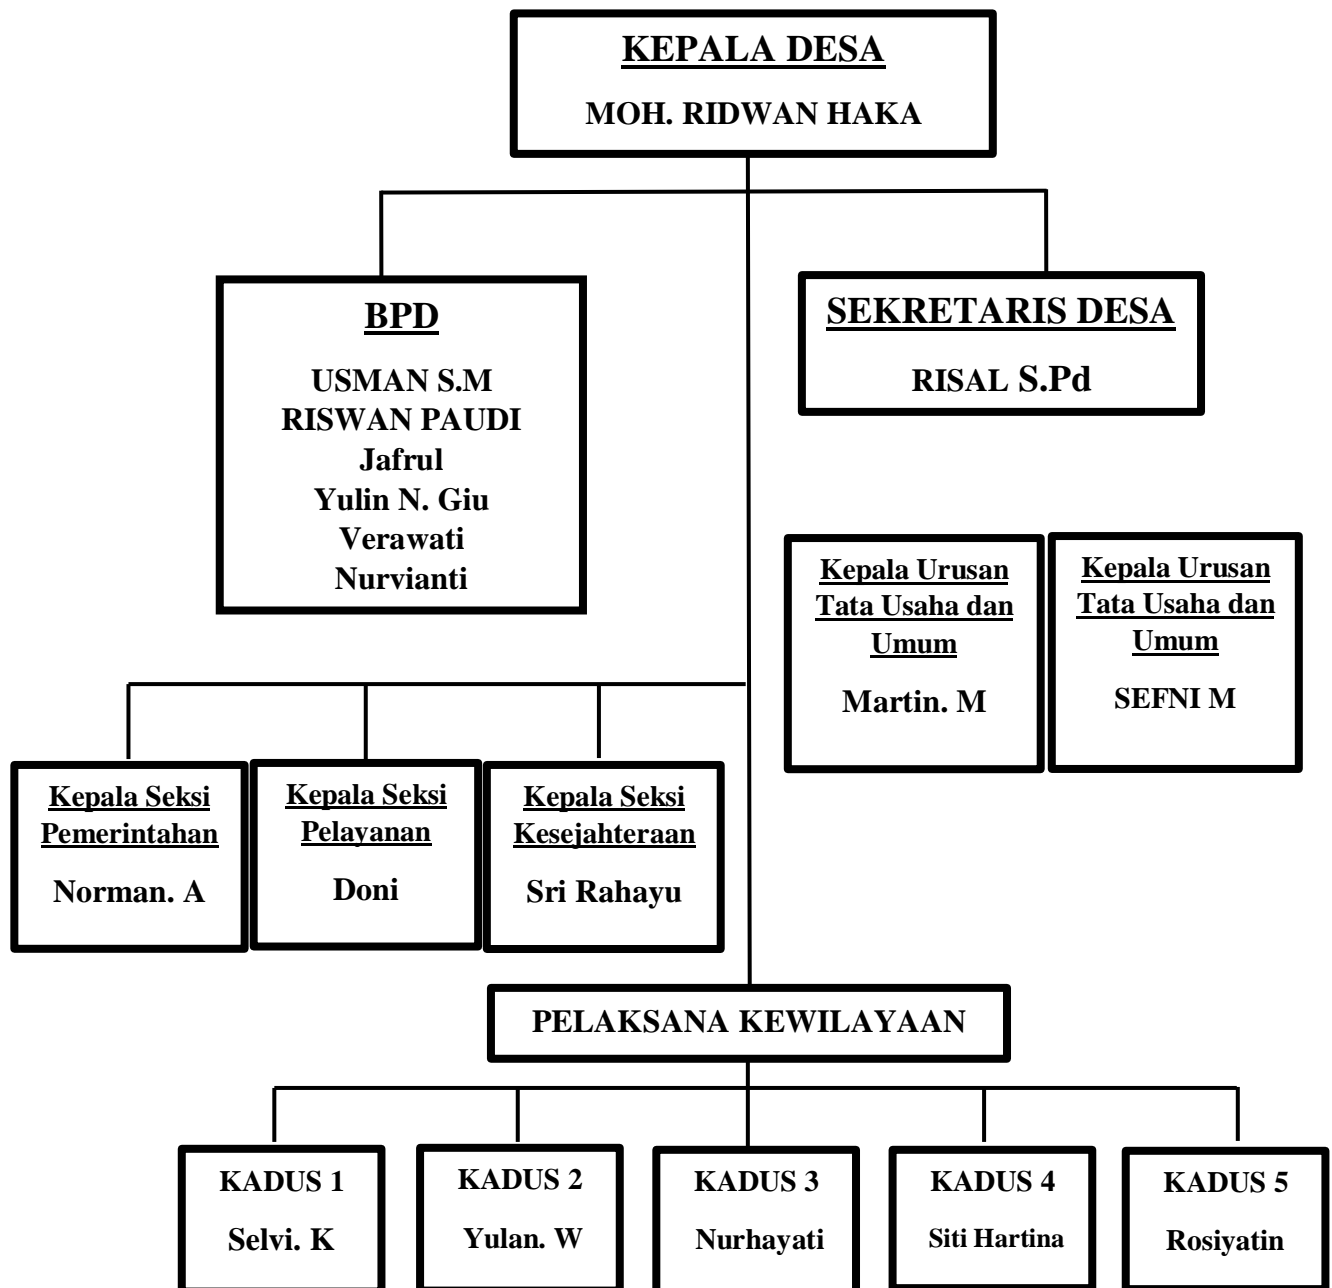 KEPALA DESA
MOH. RIDWAN HAKA
BPD
USMAN S.M
RISWAN PAUDI
Jafrul
Yulin N. Giu
Verawati
Nurvianti
SEKRETARIS DESA
RISAL S.Pd
Kepala Urusan
Tata Usaha dan
Umum
Martin. M
Kepala Urusan
Tata Usaha dan
Umum
SEFNI M
Kepala Seksi
Pemerintahan
Norman. A
Kepala Seksi
Pelayanan
Doni
Kepala Seksi
Kesejahteraan
Sri Rahayu
PELAKSANA KEWILAYAAN
KADUS 1
Selvi. K
KADUS 2
Yulan. W
KADUS 3
Nurhayati
KADUS 4
Siti Hartina
KADUS 5
Rosiyatin